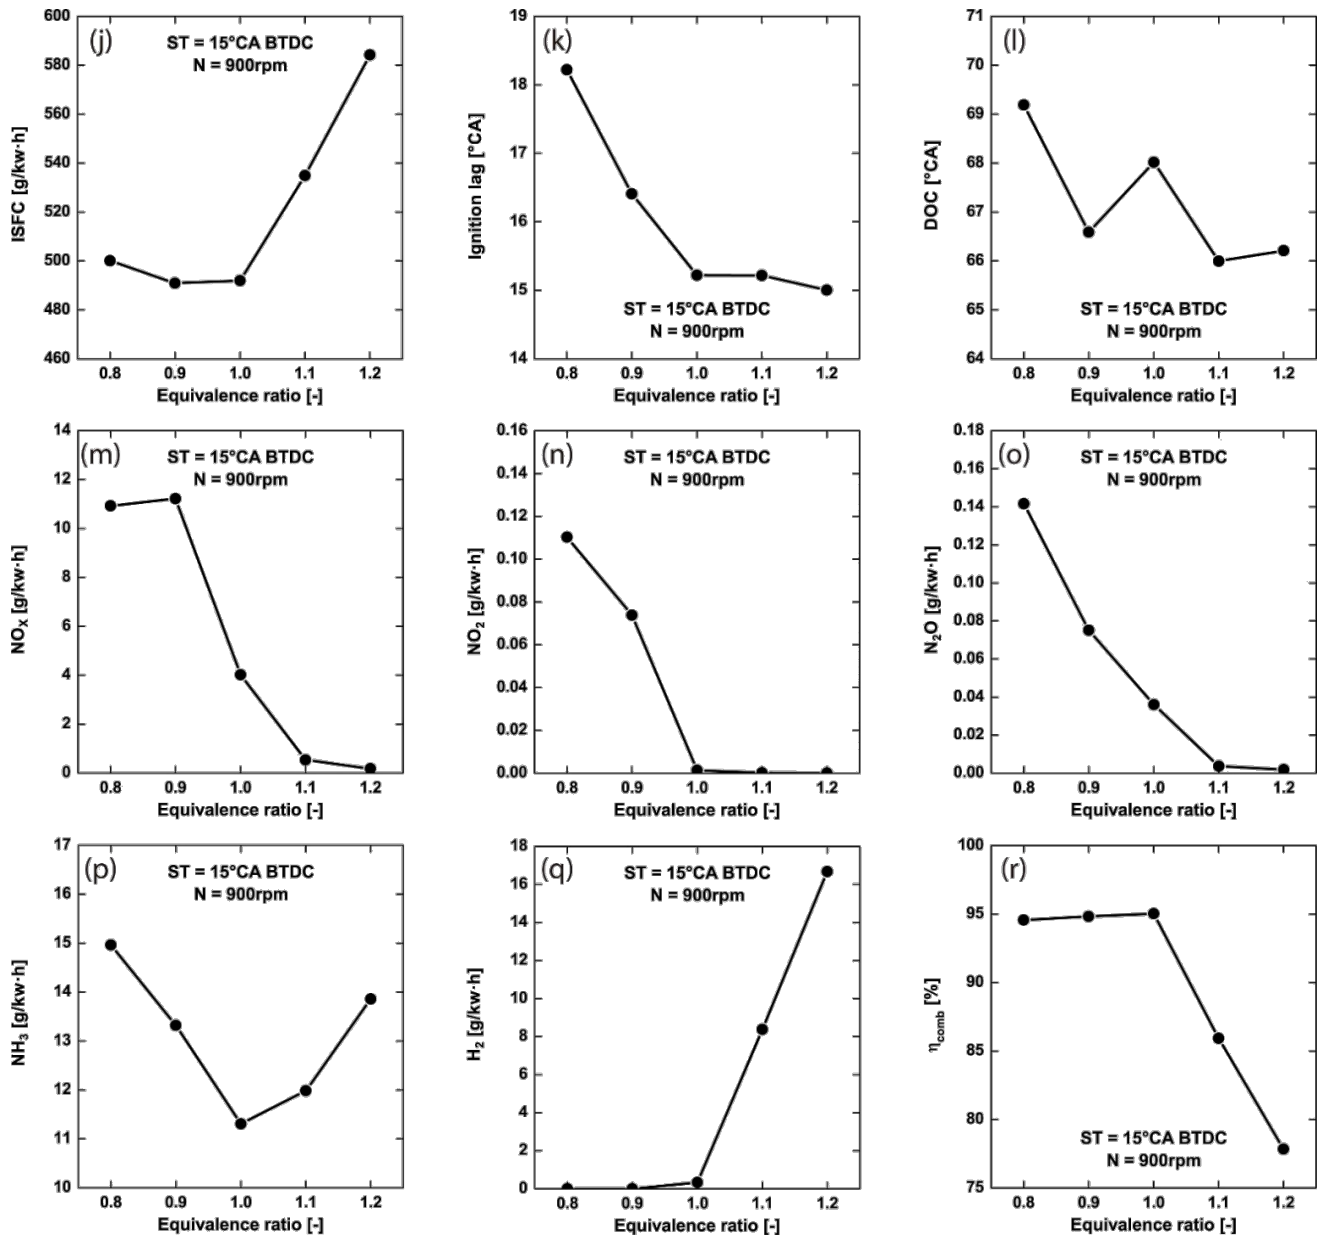 (j)
ST = 15°CA BTDC
N = 900rpm
ISFC [g/kw·h]
600
580
560
540
520
500
480
460
0.8 0.9 1.0 1.1 1.2
Equivalence ratio [-]
(k)
ST = 15°CA BTDC
N = 900rpm
Ignition lag [°CA]
19
18
17
16
15
14
0.8 0.9 1.0 1.1 1.2
Equivalence ratio [-]
(l)
ST = 15°CA BTDC
N = 900rpm
DOC [°CA]
71
70
69
68
67
66
65
64
0.8 0.9 1.0 1.1 1.2
Equivalence ratio [-]
(m)
ST = 15°CA BTDC
N = 900rpm
NOX [g/kw·h]
14
12
10
8
6
4
2
0
0.8 0.9 1.0 1.1 1.2
Equivalence ratio [-]
(n)
ST = 15°CA BTDC
N = 900rpm
NO2 [g/kw·h]
0.16
0.14
0.12
0.10
0.08
0.06
0.04
0.02
0.00
0.8 0.9 1.0 1.1 1.2
Equivalence ratio [-]
(o)
ST = 15°CA BTDC
N = 900rpm
N2O [g/kw·h]
0.18
0.16
0.14
0.12
0.10
0.08
0.06
0.04
0.02
0.00
0.8 0.9 1.0 1.1 1.2
Equivalence ratio [-]
(p)
ST = 15°CA BTDC
N = 900rpm
NH3 [g/kw·h]
17
16
15
14
13
12
11
10
0.8 0.9 1.0 1.1 1.2
Equivalence ratio [-]
(q)
ST = 15°CA BTDC
N = 900rpm
H2 [g/kw·h]
18
16
14
12
10
8
6
4
2
0
0.8 0.9 1.0 1.1 1.2
Equivalence ratio [-]
(r)
ST = 15°CA BTDC
N = 900rpm
ηcomb [%]
100
95
90
85
80
75
0.8 0.9 1.0 1.1 1.2
Equivalence ratio [-]